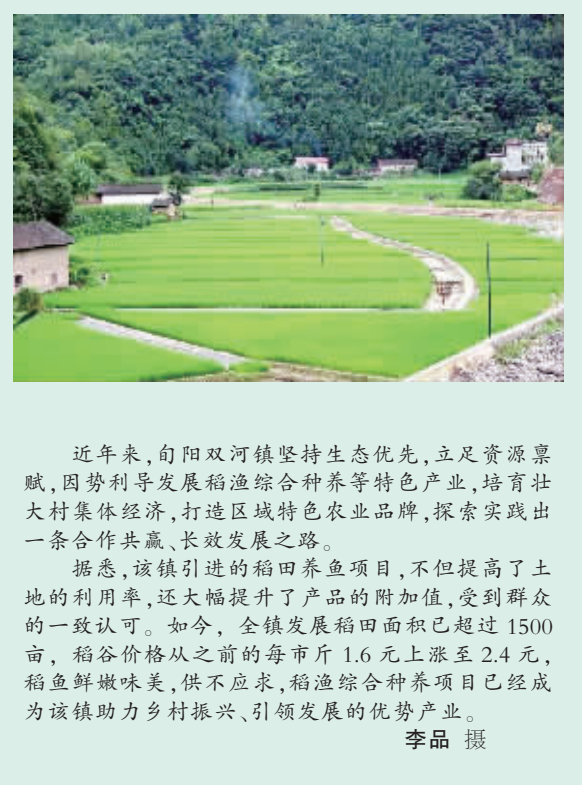 近年来,旬阳双河镇坚持生态优先,立足资源禀
赋,因势利导发展稻渔综合种养等特色产业,培育壮
大村集体经济,打造区域特色农业品牌,探索实践出
一条合作共赢、长效发展之路。
据悉,该镇引进的稻田养鱼项目,不但提高了土
地的利用率,还大幅提升了产品的附加值,受到群众
的一致认可。如今，全镇发展稻田面积已超过 1500
亩，稻谷价格从之前的每市斤 1.6 元上涨至 2.4 元,
稻鱼鲜嫩味美,供不应求,稻渔综合种养项目已经成
为该镇助力乡村振兴、引领发展的优势产业。
李品 摄